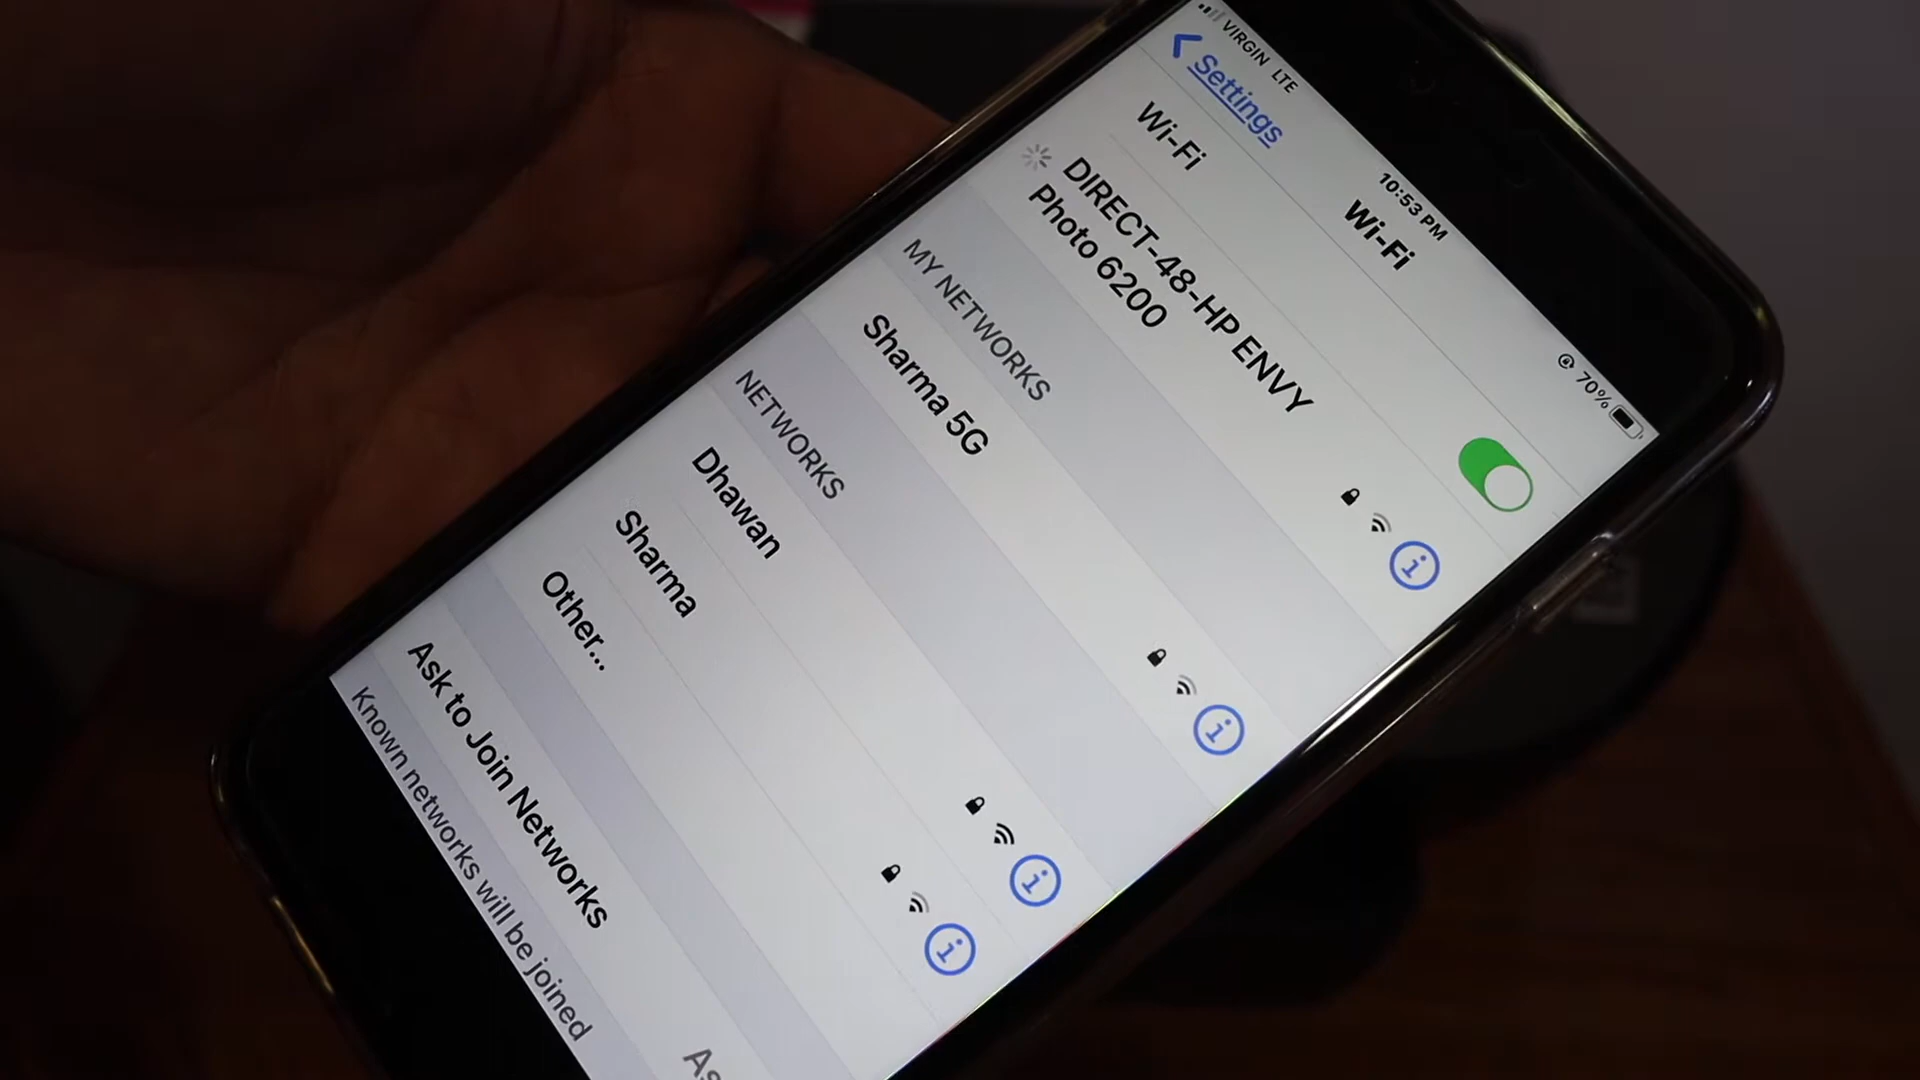 VIRGIN LTE
10:53 PM
70%
Settings
Wi-Fi
Wi-Fi
DIRECT-48-HP ENVY
Photo 6200
MY NETWORKS
Sharma 5G
NETWORKS
Dhawan
Sharma
Other...
Ask to Join Networks
As
Known networks will be joined